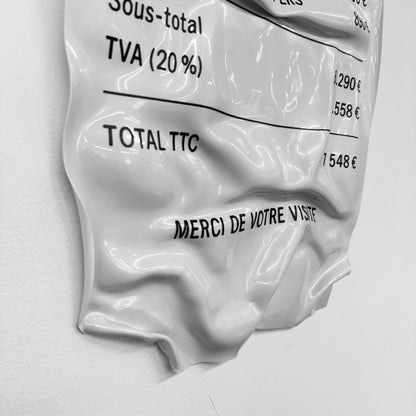 Sous-total 290 €
TVA (20 %) 558 €
TOTAL TTC 7 548 €
MERCI DE VOTRE VISITE